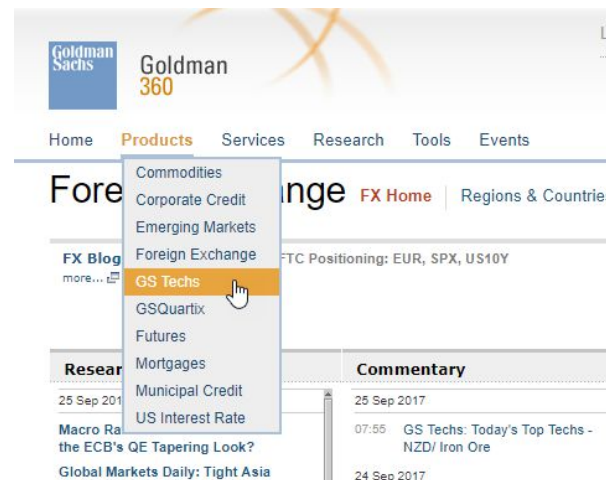 L
Goldman
Sachs
Goldman
360
Home Products Services Research Tools Events
Commodities
Corporate Credit
Emerging Markets
Foreign Exchange
GS Techs
GSQuartix
Futures
Mortgages
Municipal Credit
US Interest Rate
Fore nge FX Home Regions & Countrie
FX Blog FTC Positioning: EUR, SPX, US10Y
more...
Resear
25 Sep 201
Macro Ra
the ECB's QE Tapering Look?
Global Markets Daily: Tight Asia
Commentary
25 Sep 2017
07:55 GS Techs: Today's Top Techs -
NZD/ Iron Ore
24 Sep 2017